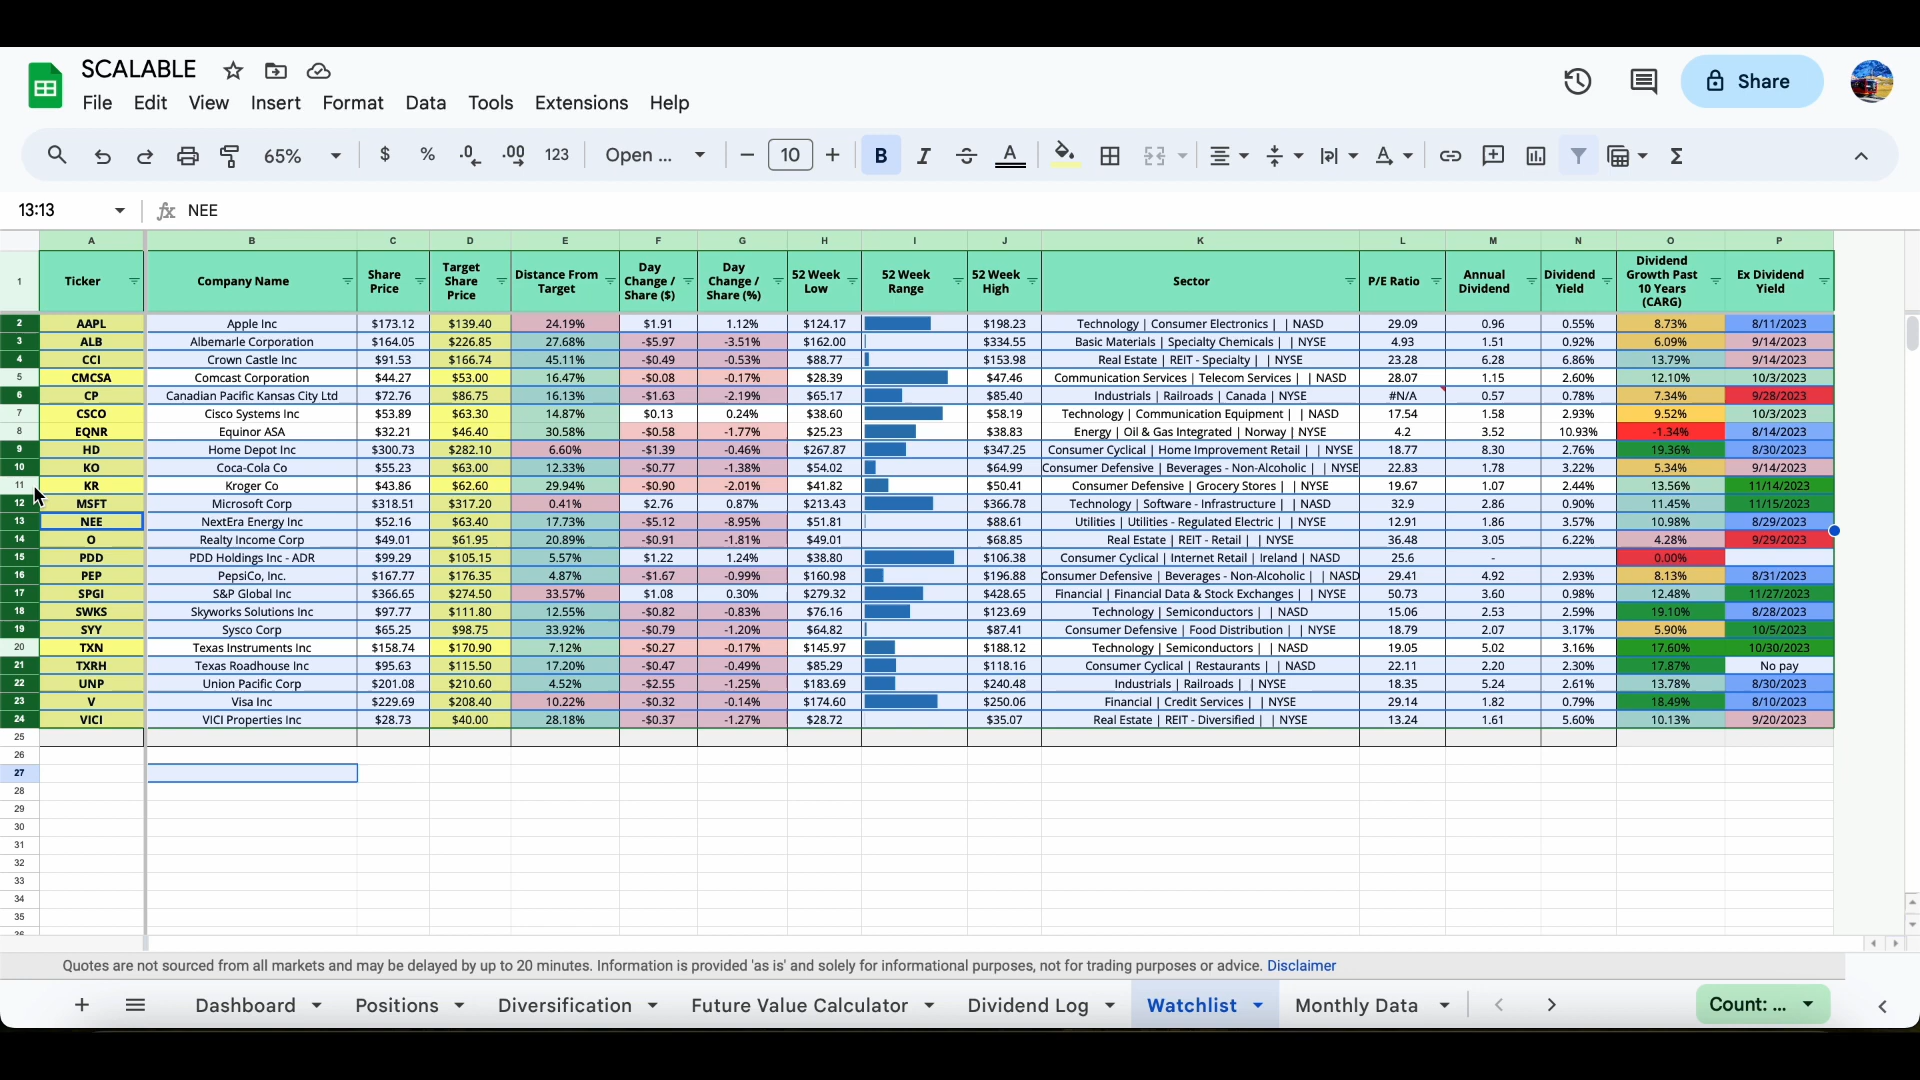 SCALABLE
File Edit View Insert Format Data Tools Extensions Help
Share
65% $ % .0 .00 123 Open ... 10 B I A Σ
13:13 fx NEE
A B C D E F G H I J K L M N O P
1 Ticker Company Name Share Price Target Share Price Distance From Target Day Change / Share ($) Day Change / Share (%) 52 Week Low 52 Week Range 52 Week High Sector P/E Ratio Annual Dividend Dividend Yield Dividend Growth Past 10 Years (CARG) Ex Dividend Yield
2 AAPL Apple Inc $173.12 $139.40 24.19% $1.91 1.12% $124.17 $198.23 Technology | Consumer Electronics | | NASD 29.09 0.96 0.55% 8.73% 8/11/2023
3 ALB Albemarle Corporation $164.05 $226.85 27.68% -$5.97 -3.51% $162.00 $334.55 Basic Materials | Specialty Chemicals | | NYSE 4.93 1.51 0.92% 6.09% 9/14/2023
4 CCI Crown Castle Inc $91.53 $166.74 45.11% -$0.49 -0.53% $88.77 $153.98 Real Estate | REIT - Specialty | | NYSE 23.28 6.28 6.86% 13.79% 9/14/2023
5 CMCSA Comcast Corporation $44.27 $53.00 16.47% -$0.08 -0.17% $28.39 $47.46 Communication Services | Telecom Services | | NASD 28.07 1.15 2.60% 12.10% 10/3/2023
6 CP Canadian Pacific Kansas City Ltd $72.76 $86.75 16.13% -$1.63 -2.19% $65.17 $85.40 Industrials | Railroads | Canada | NYSE #N/A 0.57 0.78% 7.34% 9/28/2023
7 CSCO Cisco Systems Inc $53.89 $63.30 14.87% $0.13 0.24% $38.60 $58.19 Technology | Communication Equipment | | NASD 17.54 1.58 2.93% 9.52% 10/3/2023
8 EQNR Equinor ASA $32.21 $46.40 30.58% -$0.58 -1.77% $25.23 $38.83 Energy | Oil & Gas Integrated | Norway | NYSE 4.2 3.52 10.93% -1.34% 8/14/2023
9 HD Home Depot Inc $300.73 $282.10 6.60% -$1.39 -0.46% $267.87 $347.25 Consumer Cyclical | Home Improvement Retail | | NYSE 18.77 8.30 2.76% 19.36% 8/30/2023
10 KO Coca-Cola Co $55.23 $63.00 12.33% -$0.77 -1.38% $54.02 $64.99 Consumer Defensive | Beverages - Non-Alcoholic | | NYSE 22.83 1.78 3.22% 5.34% 9/14/2023
11 KR Kroger Co $43.86 $62.60 29.94% -$0.90 -2.01% $41.82 $50.41 Consumer Defensive | Grocery Stores | | NYSE 19.67 1.07 2.44% 13.56% 11/14/2023
12 MSFT Microsoft Corp $318.51 $317.20 0.41% $2.76 0.87% $213.43 $366.78 Technology | Software - Infrastructure | | NASD 32.9 2.86 0.90% 11.45% 11/15/2023
13 NEE NextEra Energy Inc $52.16 $63.40 17.73% -$5.12 -8.95% $51.81 $88.61 Utilities | Utilities - Regulated Electric | | NYSE 12.91 1.86 3.57% 10.98% 8/29/2023
14 O Realty Income Corp $49.01 $61.95 20.89% -$0.91 -1.81% $49.01 $68.85 Real Estate | REIT - Retail | | NYSE 36.48 3.05 6.22% 4.28% 9/29/2023
15 PDD PDD Holdings Inc - ADR $99.29 $105.15 5.57% $1.22 1.24% $38.80 $106.38 Consumer Cyclical | Internet Retail | Ireland | NASD 25.6 - 0.00%
16 PEP PepsiCo, Inc. $167.77 $176.35 4.87% -$1.67 -0.99% $160.98 $196.88 Consumer Defensive | Beverages - Non-Alcoholic | | NASD 29.41 4.92 2.93% 8.13% 8/31/2023
17 SPGI S&P Global Inc $366.65 $274.50 33.57% $1.08 0.30% $279.32 $428.65 Financial | Financial Data & Stock Exchanges | | NYSE 50.73 3.60 0.98% 12.48% 11/27/2023
18 SWKS Skyworks Solutions Inc $97.77 $111.80 12.55% -$0.82 -0.83% $76.16 $123.69 Technology | Semiconductors | | NASD 15.06 2.53 2.59% 19.10% 8/28/2023
19 SYY Sysco Corp $65.25 $98.75 33.92% -$0.79 -1.20% $64.82 $87.41 Consumer Defensive | Food Distribution | | NYSE 18.79 2.07 3.17% 5.90% 10/5/2023
20 TXN Texas Instruments Inc $158.74 $170.90 7.12% -$0.27 -0.17% $145.97 $188.12 Technology | Semiconductors | | NASD 19.05 5.02 3.16% 17.60% 10/30/2023
21 TXRH Texas Roadhouse Inc $95.63 $115.50 17.20% -$0.47 -0.49% $85.29 $118.16 Consumer Cyclical | Restaurants | | NASD 22.11 2.20 2.30% 17.87% No pay
22 UNP Union Pacific Corp $201.08 $210.60 4.52% -$2.55 -1.25% $183.69 $240.48 Industrials | Railroads | | NYSE 18.35 5.24 2.61% 13.78% 8/30/2023
23 V Visa Inc $229.69 $208.40 10.22% -$0.32 -0.14% $174.60 $250.06 Financial | Credit Services | | NYSE 29.14 1.82 0.79% 18.49% 8/10/2023
24 VICI VICI Properties Inc $28.73 $40.00 28.18% -$0.37 -1.27% $28.72 $35.07 Real Estate | REIT - Diversified | | NYSE 13.24 1.61 5.60% 10.13% 9/20/2023
25
26
27
28
29
30
31
32
33
34
35
36
Quotes are not sourced from all markets and may be delayed by up to 20 minutes. Information is provided 'as is' and solely for informational purposes, not for trading purposes or advice. Disclaimer
Dashboard Positions Diversification Future Value Calculator Dividend Log Watchlist Monthly Data Count: ...